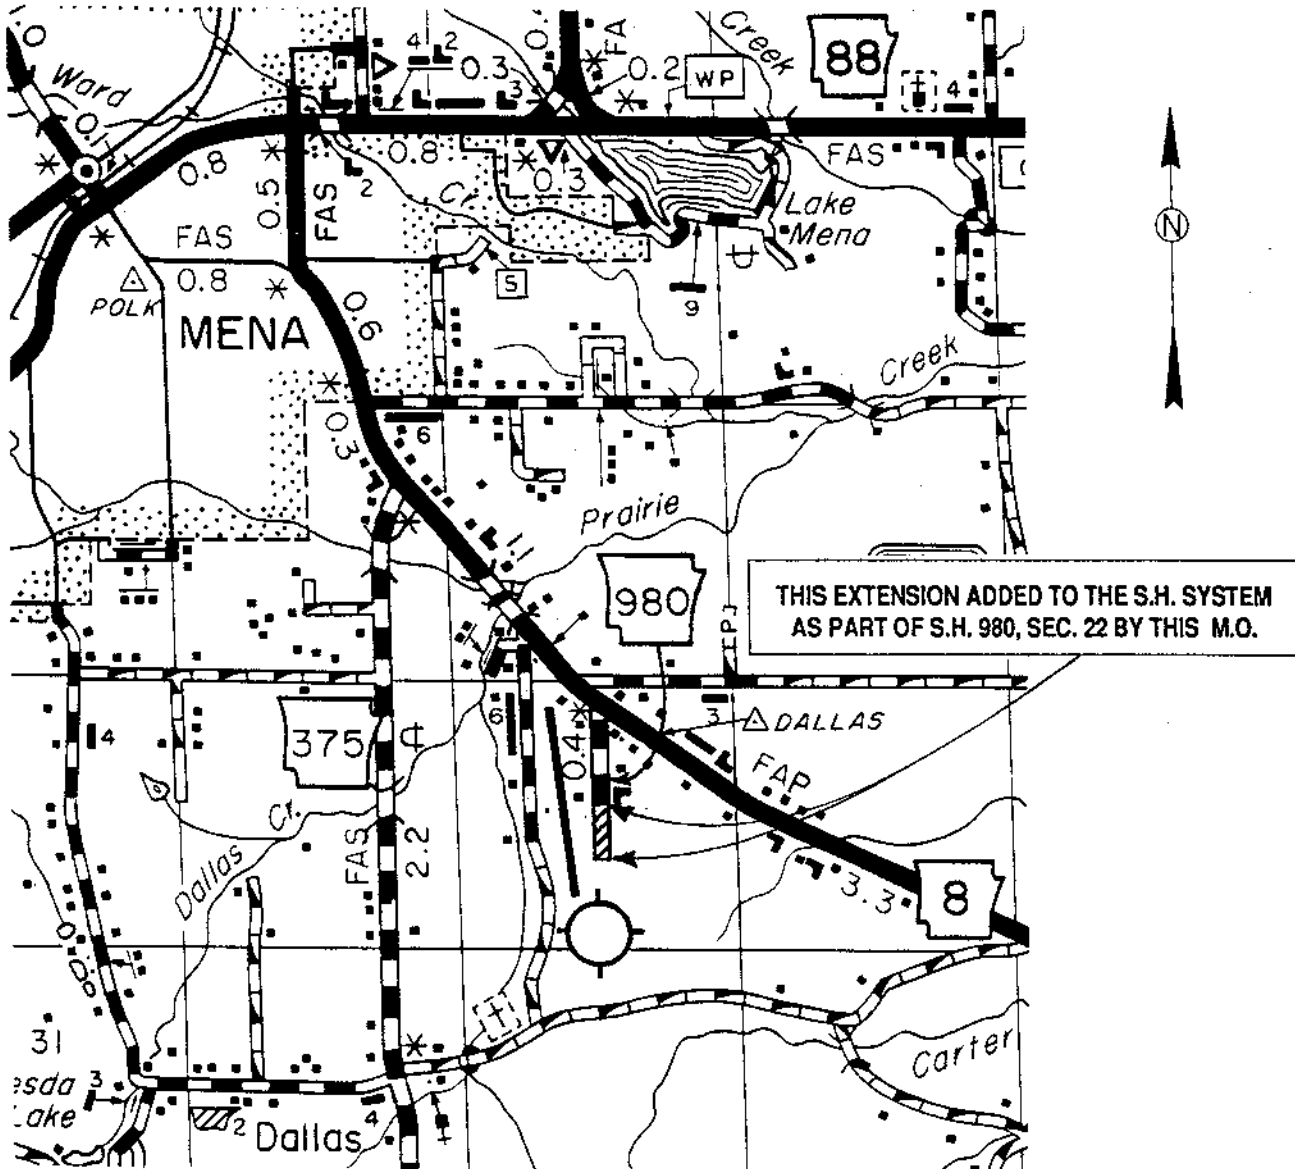 Creek
88
4 2
0.3
FA
0.2
WP
3
4
Ward
0.8
0.5
FAS
2
0.8
Cr.
0.3
FAS
Lake
Mena
FAS
0.8
POLK
S
9
MENA
0.6
Creek
6
0.3
Prairie
980
THIS EXTENSION ADDED TO THE S.H. SYSTEM
AS PART OF S.H. 980, SEC. 22 BY THIS M.O.
N
375
4
6
0.4
3
DALLAS
FAP
Dallas
Cr.
FAS
2.2
3.3
8
31
3
esda
Lake
2
Dallas
4
Carter